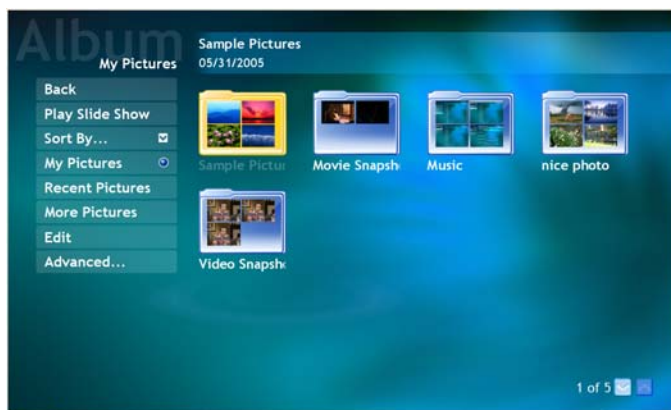 Album
My Pictures
Sample Pictures
05/31/2005
Back
Play Slide Show
Sort By...
My Pictures
Recent Pictures
More Pictures
Edit
Advanced...
Sample Pictur
Movie Snapsh
Music
nice photo
Video Snapsh
1 of 5